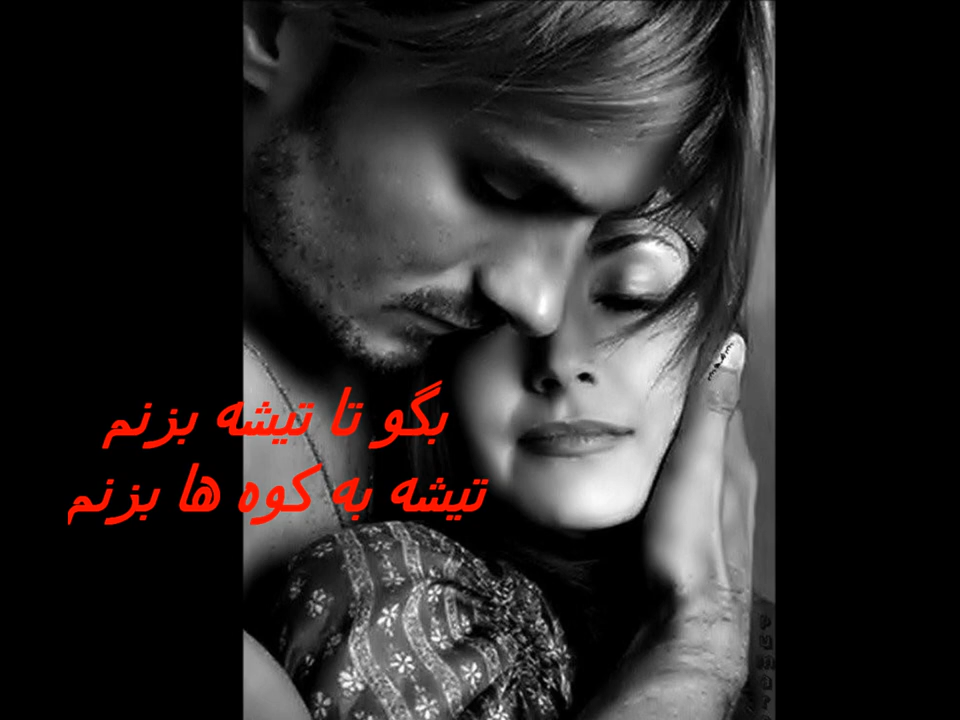 بگو تا تیشه بزنم
تیشه به کوه ها بزنم